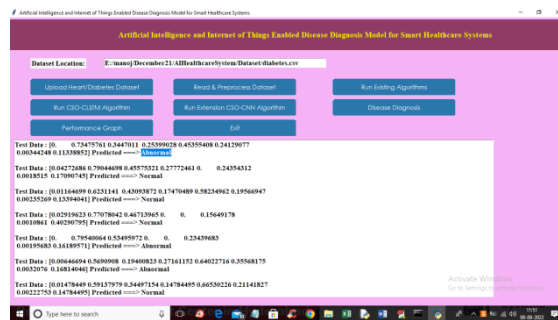 Artificial Intelligence and Internet of Things Enabled Disease Diagnosis Model for Smart Healthcare Systems
Artificial Intelligence and Internet of Things Enabled Disease Diagnosis Model for Smart Healthcare Systems
Dataset Location: E:/manoj/December21/AIHealthcareSystem/Dataset/diabetes.csv
Upload Heart/Diabetes Dataset Read & Preprocess Dataset Run Existing Algorithms
Run CSO-CLSTM Algorithm Run Extension CSO-CNN Algorithm Disease Diagnosis
Performance Graph Exit
Test Data : [0. 0.73475761 0.3447011 0.25399028 0.45355408 0.24129077
0.00344248 0.11338852] Predicted ===> Abnormal
Test Data : [0.04272686 0.79044698 0.45575321 0.27772461 0. 0.24354312
0.0018515 0.17090745] Predicted ===> Normal
Test Data : [0.01164699 0.6231141 0.43093872 0.17470489 0.58234962 0.19566947
0.00235269 0.13394041] Predicted ===> Normal
Test Data : [0.02919623 0.77078042 0.46713965 0. 0. 0.15649178
0.0010861 0.40290795] Predicted ===> Normal
Test Data : [0. 0.79540064 0.53495972 0. 0. 0.23439683
0.00195683 0.16189571] Predicted ===> Abnormal
Test Data : [0.00646694 0.5690908 0.19400823 0.27161152 0.64022716 0.35568175
0.0032076 0.16814046] Predicted ===> Abnormal
Test Data : [0.01478449 0.59137979 0.34497154 0.14784495 0.66530226 0.21141827
0.00222753 0.14784495] Predicted ===> Normal
Activate Windows
Go to Settings to activate Windows.
Type here to search